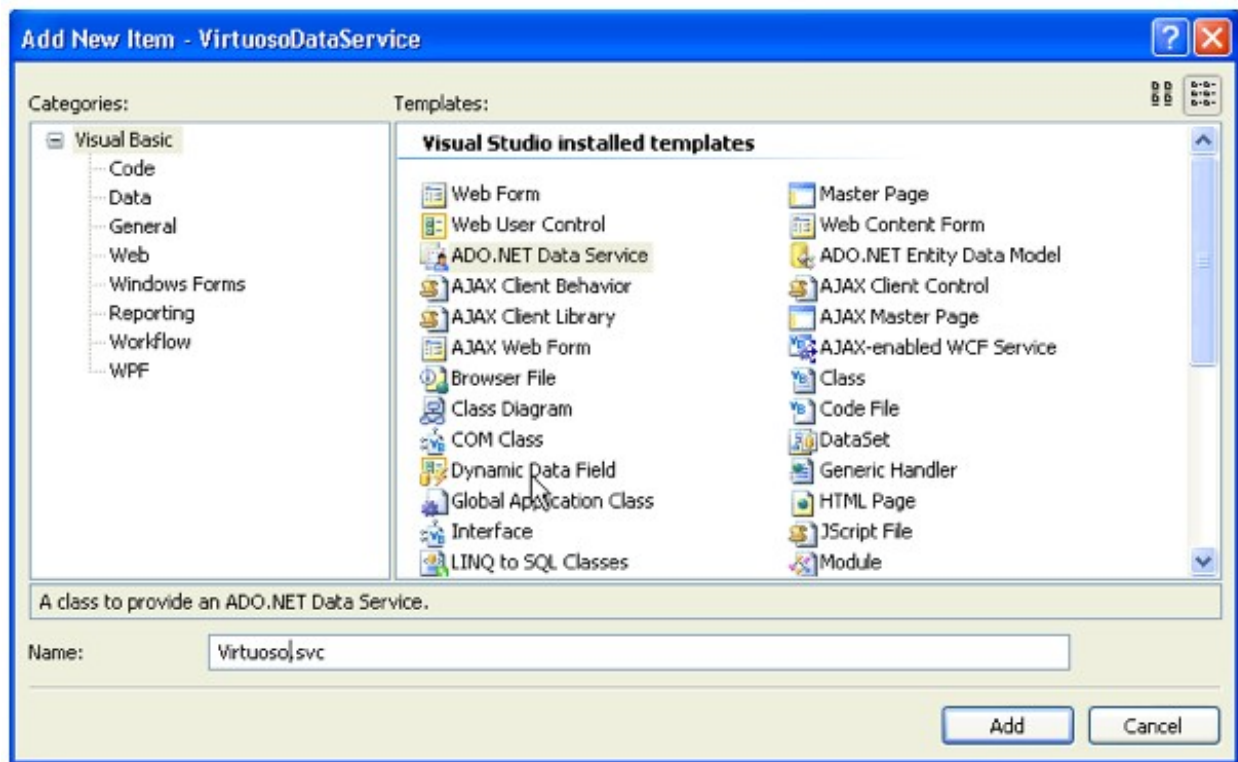 Add New Item - VirtuosoDataService
Categories:
Templates:
Visual Basic
Code
Data
General
Web
Windows Forms
Reporting
Workflow
WPF
Visual Studio installed templates
Web Form
Master Page
Web User Control
Web Content Form
ADO.NET Data Service
ADO.NET Entity Data Model
AJAX Client Behavior
AJAX Client Control
AJAX Client Library
AJAX Master Page
AJAX Web Form
AJAX-enabled WCF Service
Browser File
Class
Class Diagram
Code File
COM Class
DataSet
Dynamic Data Field
Generic Handler
Global Application Class
HTML Page
Interface
JScript File
LINQ to SQL Classes
Module
A class to provide an ADO.NET Data Service.
Name:
Virtuoso.svc
Add
Cancel